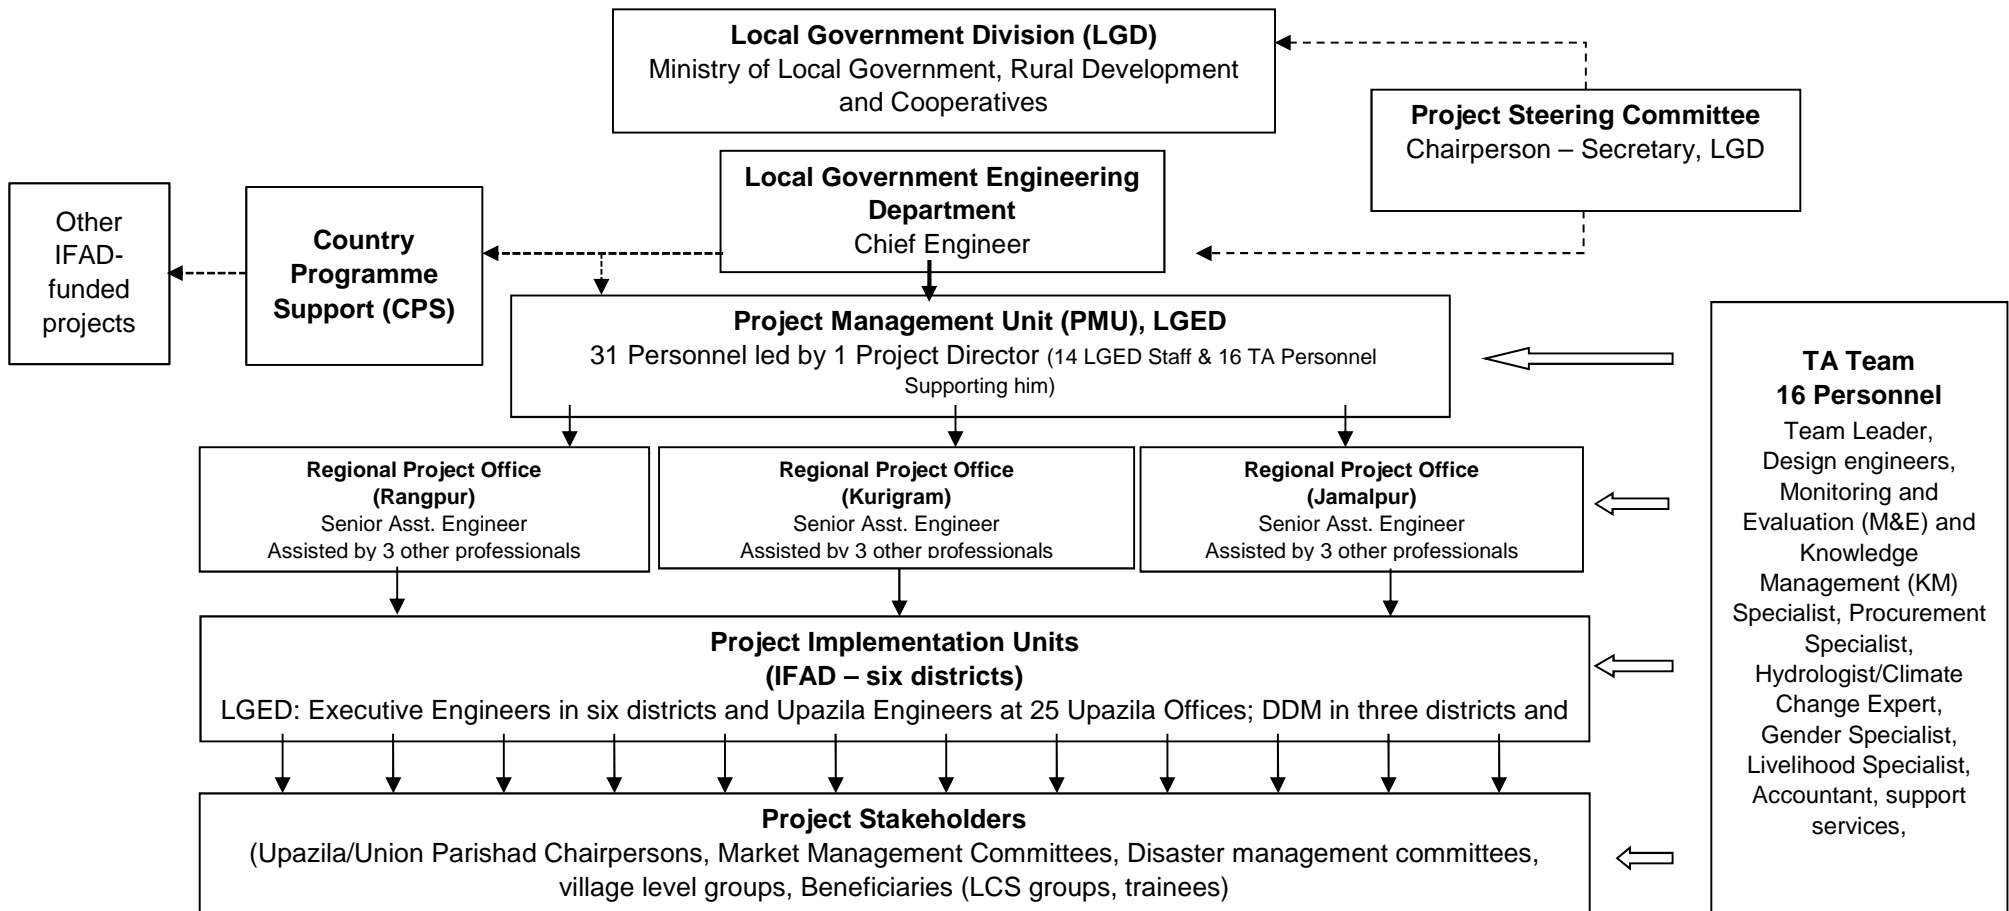 Local Government Division (LGD)
Ministry of Local Government, Rural Development
and Cooperatives
Project Steering Committee
Chairperson – Secretary, LGD
Local Government Engineering
Department
Chief Engineer
Country
Programme
Support (CPS)
Other
IFAD-
funded
projects
Project Management Unit (PMU), LGED
31 Personnel led by 1 Project Director (14 LGED Staff & 16 TA Personnel
Supporting him)
Regional Project Office
(Rangpur)
Senior Asst. Engineer
Assisted by 3 other professionals
Regional Project Office
(Kurigram)
Senior Asst. Engineer
Assisted by 3 other professionals
Regional Project Office
(Jamalpur)
Senior Asst. Engineer
Assisted by 3 other professionals
Project Implementation Units
(IFAD – six districts)
LGED: Executive Engineers in six districts and Upazila Engineers at 25 Upazila Offices; DDM in three districts and
Project Stakeholders
(Upazila/Union Parishad Chairpersons, Market Management Committees, Disaster management committees,
village level groups, Beneficiaries (LCS groups, trainees)
TA Team
16 Personnel
Team Leader,
Design engineers,
Monitoring and
Evaluation (M&E) and
Knowledge
Management (KM)
Specialist, Procurement
Specialist,
Hydrologist/Climate
Change Expert,
Gender Specialist,
Livelihood Specialist,
Accountant, support
services,